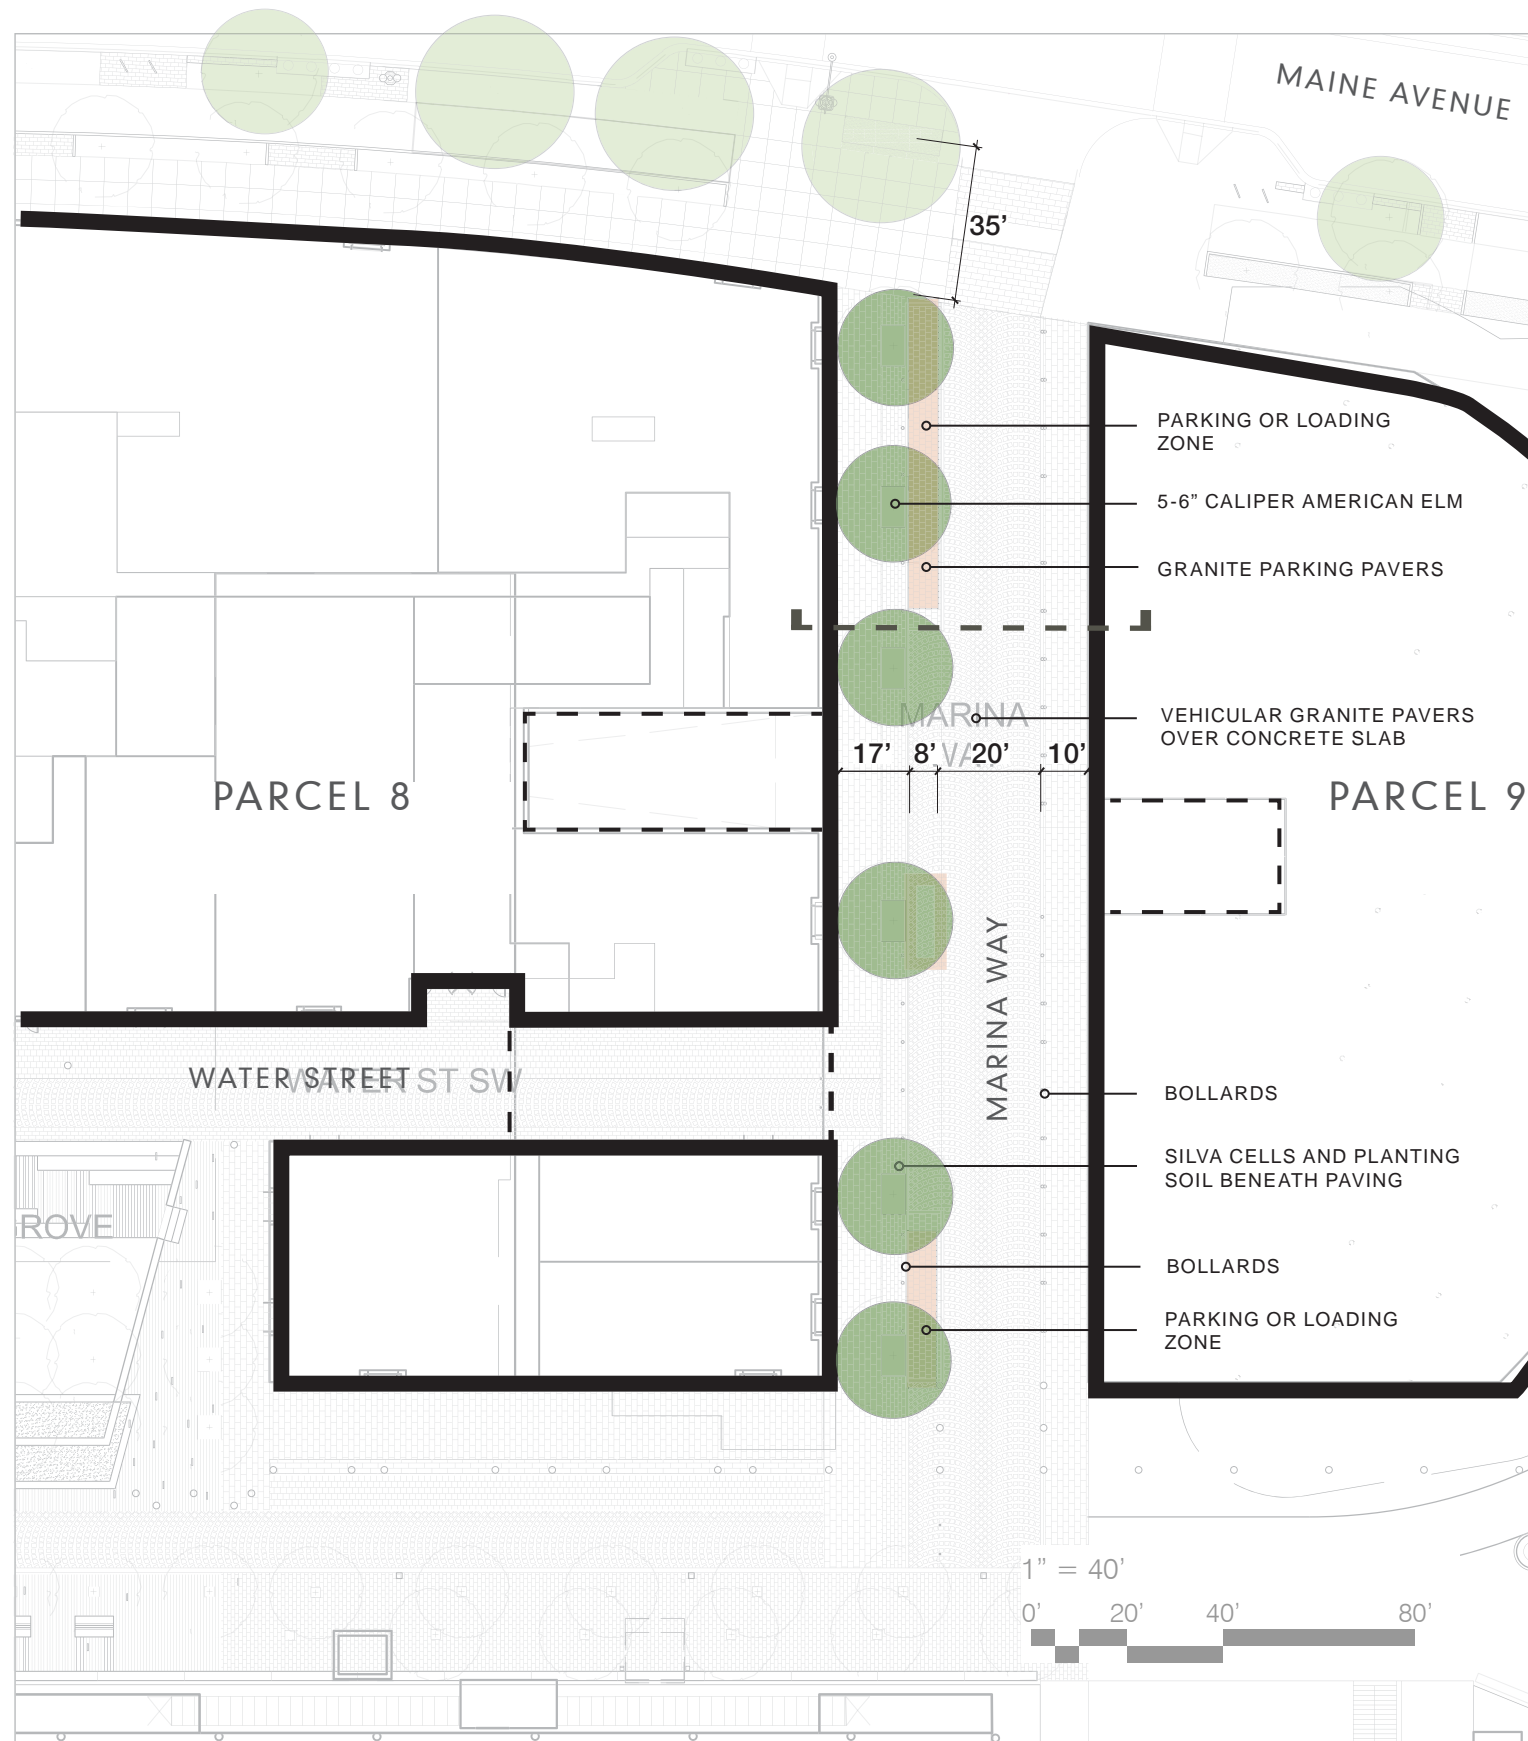 MAINE AVENUE
35’
PARKING OR LOADING
ZONE
5-6” CALIPER AMERICAN ELM
GRANITE PARKING PAVERS
MARINA
VEHICULAR GRANITE PAVERS
OVER CONCRETE SLAB
17’ 8’ 20’ 10’
PARCEL 8
PARCEL 9
MARINA WAY
WATER STREET
WATER ST SW
BOLLARDS
SILVA CELLS AND PLANTING
SOIL BENEATH PAVING
ROVE
BOLLARDS
PARKING OR LOADING
ZONE
1” = 40’
0’ 20’ 40’ 80’